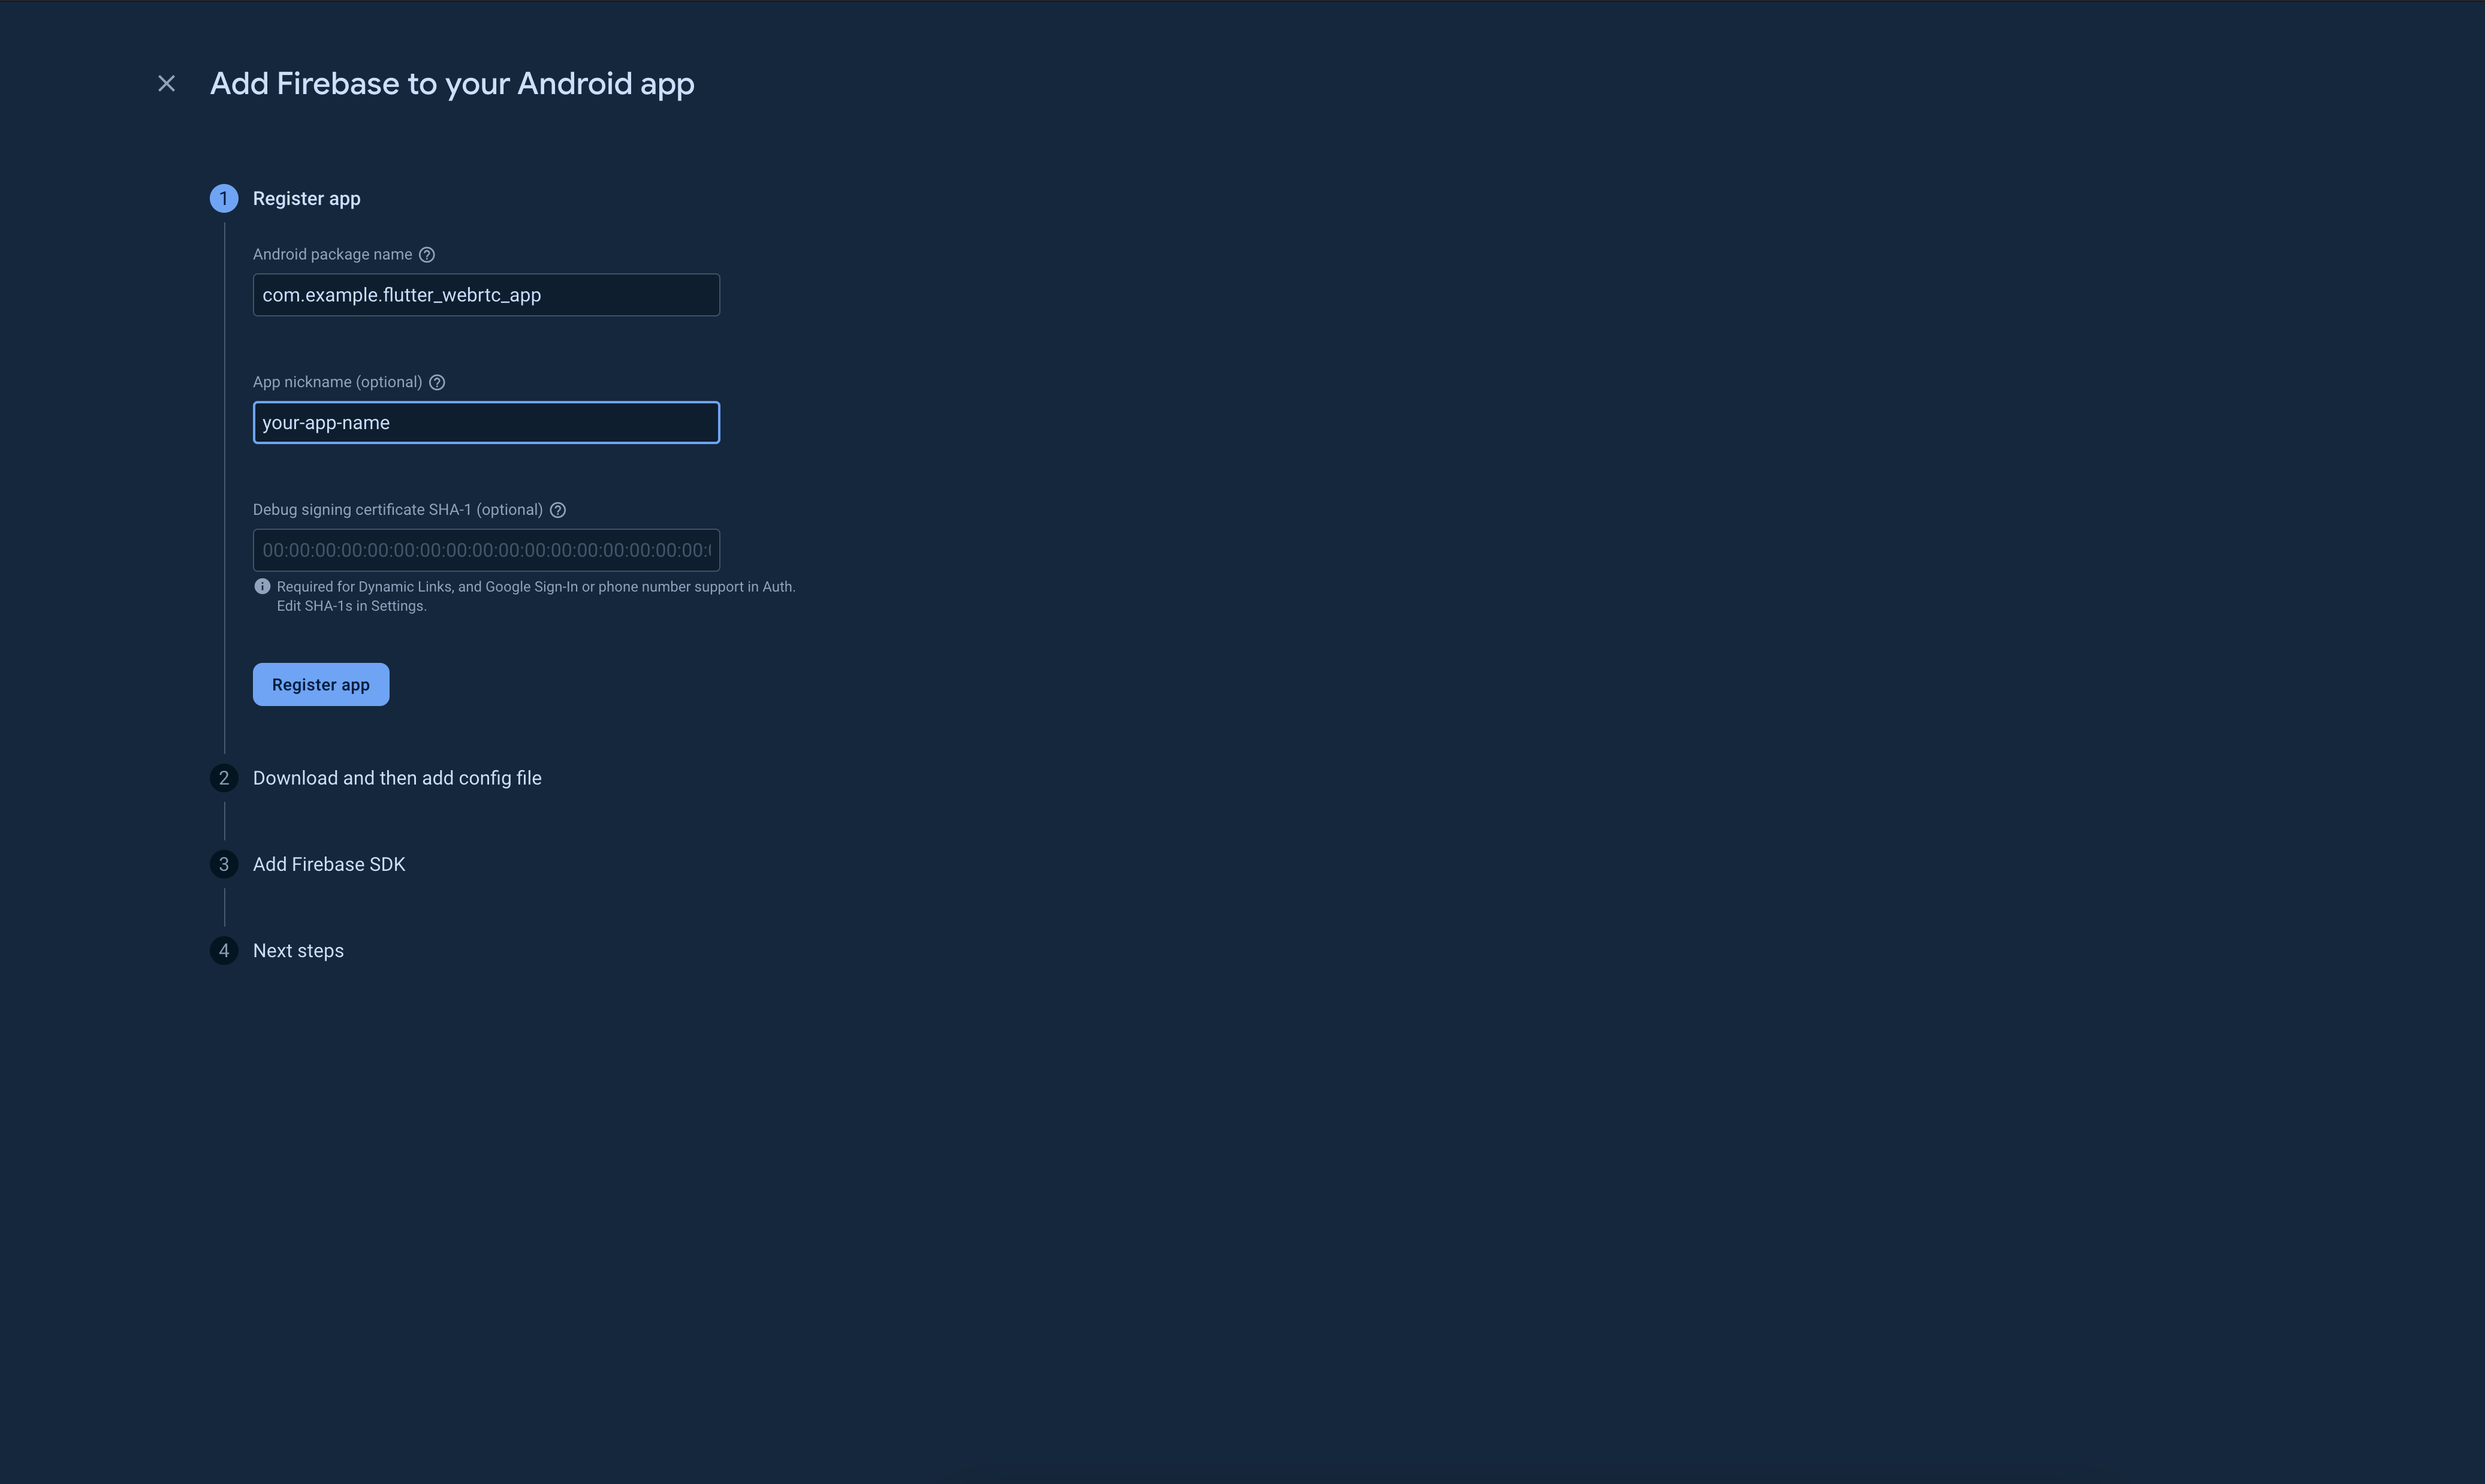 Add Firebase to your Android app
1 Register app
Android package name
com.example.flutter_webrtc_app
App nickname (optional)
your-app-name
Debug signing certificate SHA-1 (optional)
00:00:00:00:00:00:00:00:00:00:00:00:00:00:00:00:00:
Required for Dynamic Links, and Google Sign-In or phone number support in Auth.
Edit SHA-1s in Settings.
Register app
2 Download and then add config file
3 Add Firebase SDK
4 Next steps